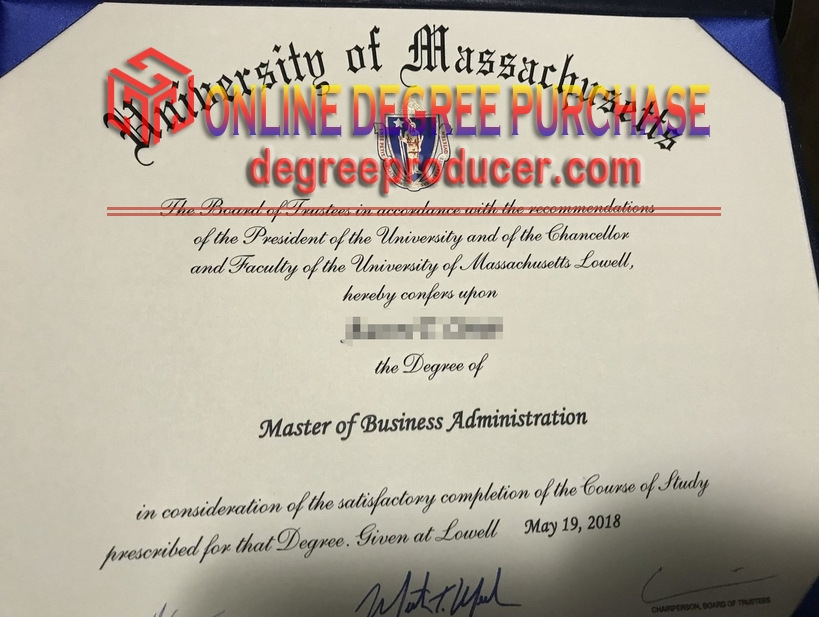 University of Massachusetts
ONLINE DEGREE PURCHASE
degreeproducer.com
The Board of Trustees in accordance with the recommendations
of the President of the University and of the Chancellor
and Faculty of the University of Massachusetts Lowell,
hereby confers upon
the Degree of
Master of Business Administration
in consideration of the satisfactory completion of the Course of Study
prescribed for that Degree. Given at Lowell May 19, 2018
CHAIRPERSON, BOARD OF TRUSTEES